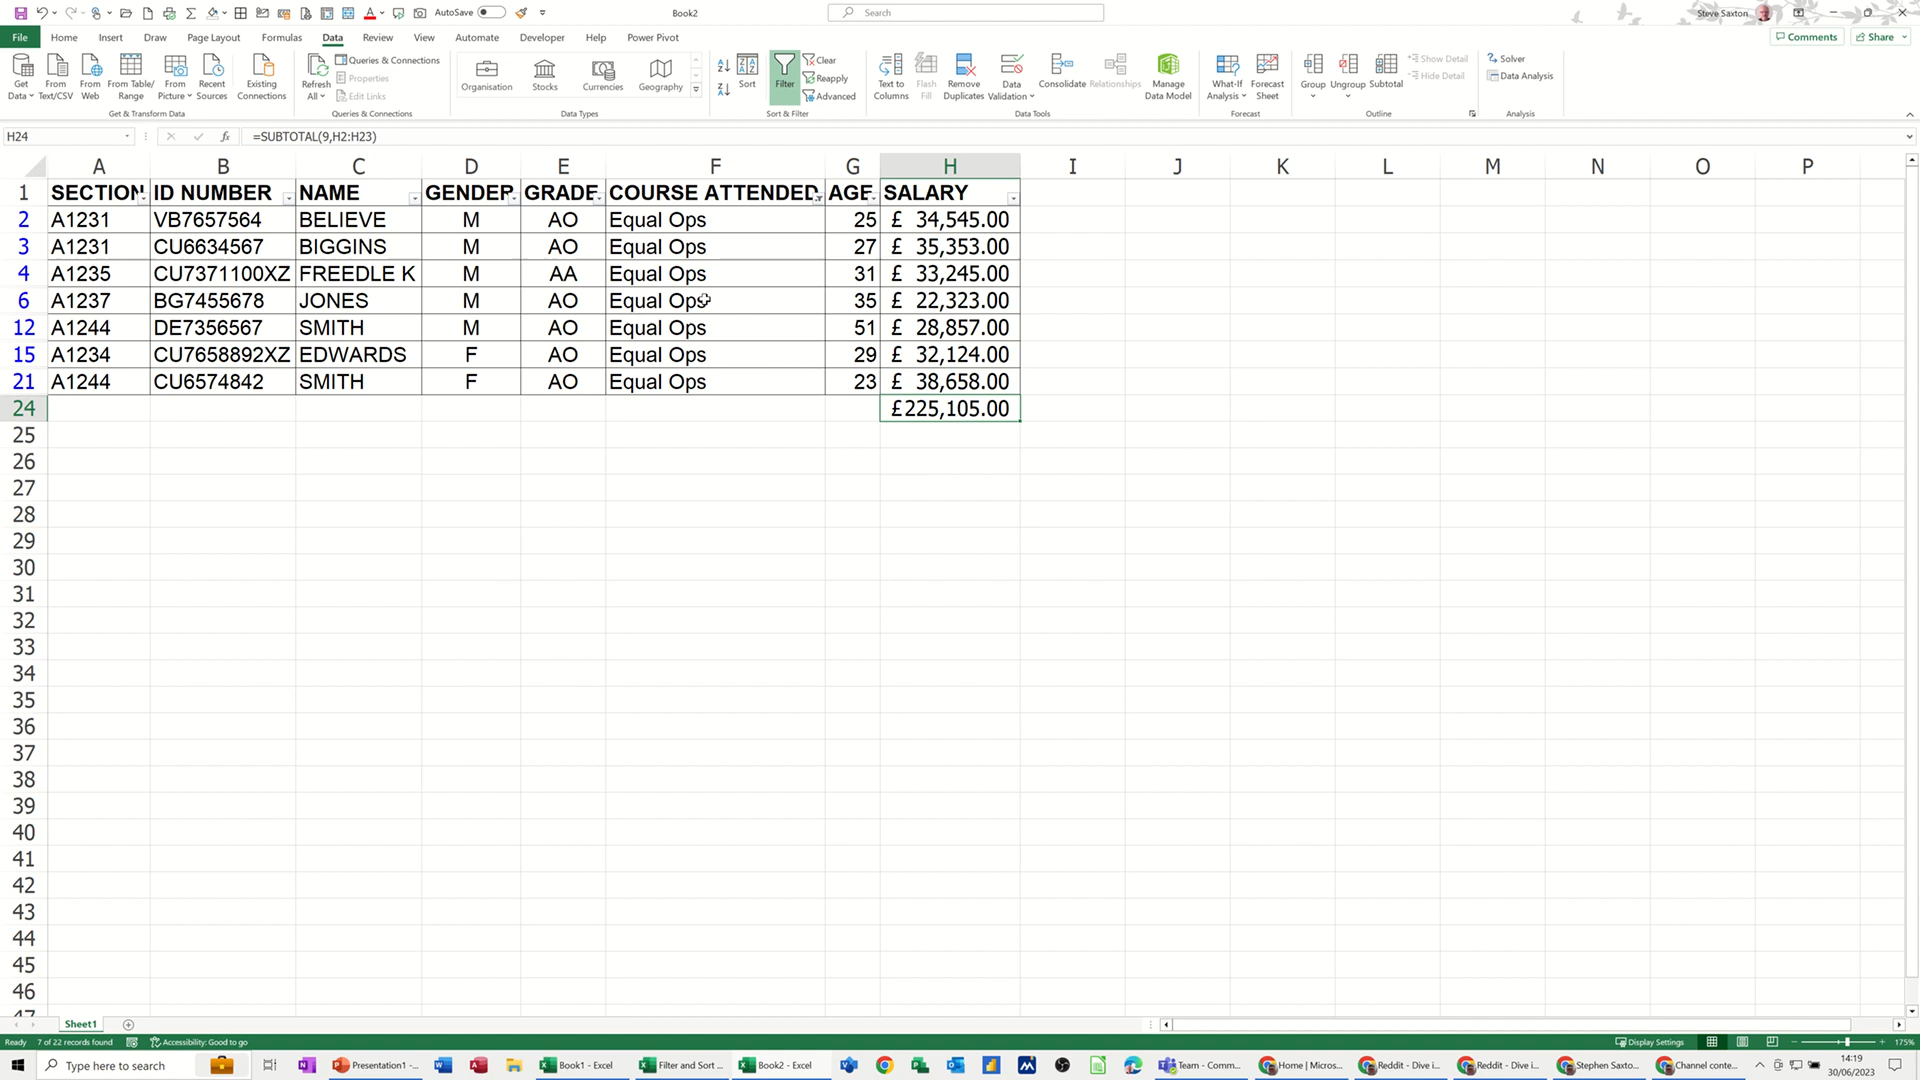 AutoSave
Book2
Search
Steve Saxton
File Home Insert Draw Page Layout Formulas Data Review View Automate Developer Help Power Pivot
Comments Share
Get Data From Text/CSV From Web From Table/ Range From Picture Recent Sources Existing Connections
Get & Transform Data
Refresh All Queries & Connections Properties Edit Links
Queries & Connections
Organisation Stocks Currencies Geography
Data Types
Sort Filter Clear Reapply Advanced
Sort & Filter
Text to Columns Flash Fill Remove Duplicates Data Validation Consolidate Relationships Manage Data Model
Data Tools
What-If Analysis Forecast Sheet
Forecast
Group Ungroup Subtotal Show Detail Hide Detail
Outline
Solver Data Analysis
Analysis
H24 fx =SUBTOTAL(9,H2:H23)
A B C D E F G H I J K L M N O P
1 SECTION ID NUMBER NAME GENDER GRADE COURSE ATTENDED AGE SALARY
2 A1231 VB7657564 BELIEVE M AO Equal Ops 25 £ 34,545.00
3 A1231 CU6634567 BIGGINS M AO Equal Ops 27 £ 35,353.00
4 A1235 CU7371100XZ FREEDLE K M AA Equal Ops 31 £ 33,245.00
6 A1237 BG7455678 JONES M AO Equal Ops 35 £ 22,323.00
12 A1244 DE7356567 SMITH M AO Equal Ops 51 £ 28,857.00
15 A1234 CU7658892XZ EDWARDS F AO Equal Ops 29 £ 32,124.00
21 A1244 CU6574842 SMITH F AO Equal Ops 23 £ 38,658.00
24 £225,105.00
25
26
27
28
29
30
31
32
33
34
35
36
37
38
39
40
41
42
43
44
45
46
47
Sheet1
Ready 7 of 22 records found Accessibility: Good to go Display Settings 175%
Type here to search Presentation1 -... Book1 - Excel Filter and Sort ... Book2 - Excel Team - Comm... Home | Micros... Reddit - Dive i... Reddit - Dive i... Stephen Saxto... Channel conte... 14:19
30/06/2023